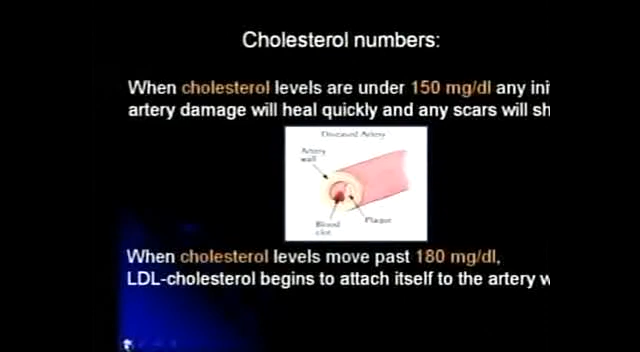 Cholesterol numbers:
When cholesterol levels are under 150 mg/dl any
artery damage will heal quickly and any scars will
Diseased Artery
Artery
wall
Blood
clot
Plaque
When cholesterol levels move past 180 mg/dl,
LDL-cholesterol begins to attach itself to the artery